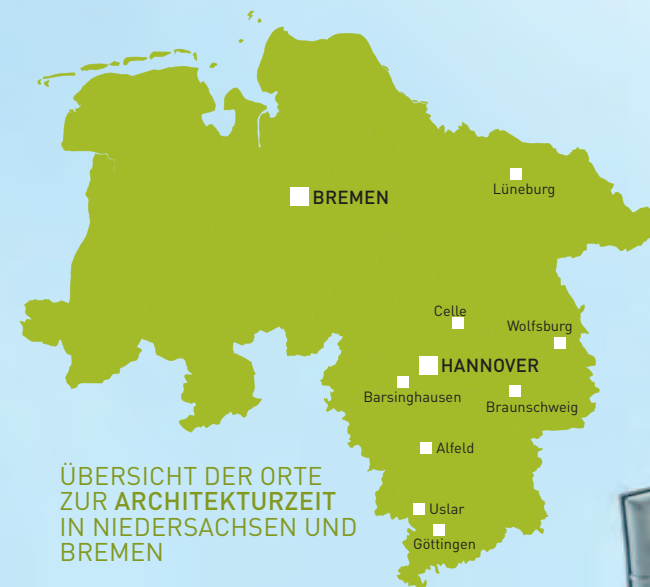 BREMEN
Lüneburg
Celle
Wolfsburg
HANNOVER
Barsinghausen
Braunschweig
Alfeld
Uslar
Göttingen
ÜBERSICHT DER ORTE
ZUR ARCHITEKTURZEIT
IN NIEDERSACHSEN UND
BREMEN